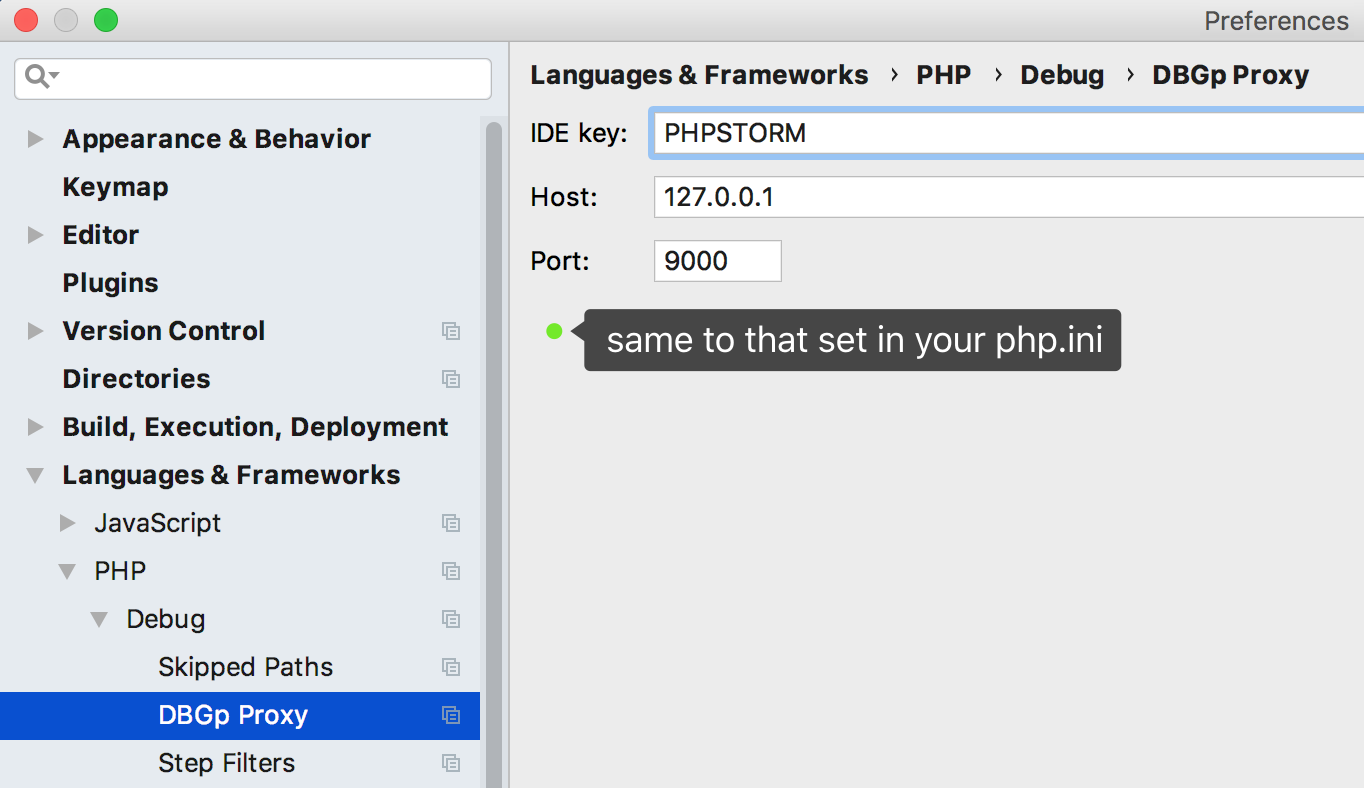 Preferences
Languages & Frameworks › PHP › Debug › DBGp Proxy
IDE key: PHPSTORM
Host: 127.0.0.1
Port: 9000
same to that set in your php.ini
Appearance & Behavior
Keymap
Editor
Plugins
Version Control
Directories
Build, Execution, Deployment
Languages & Frameworks
JavaScript
PHP
Debug
Skipped Paths
DBGp Proxy
Step Filters